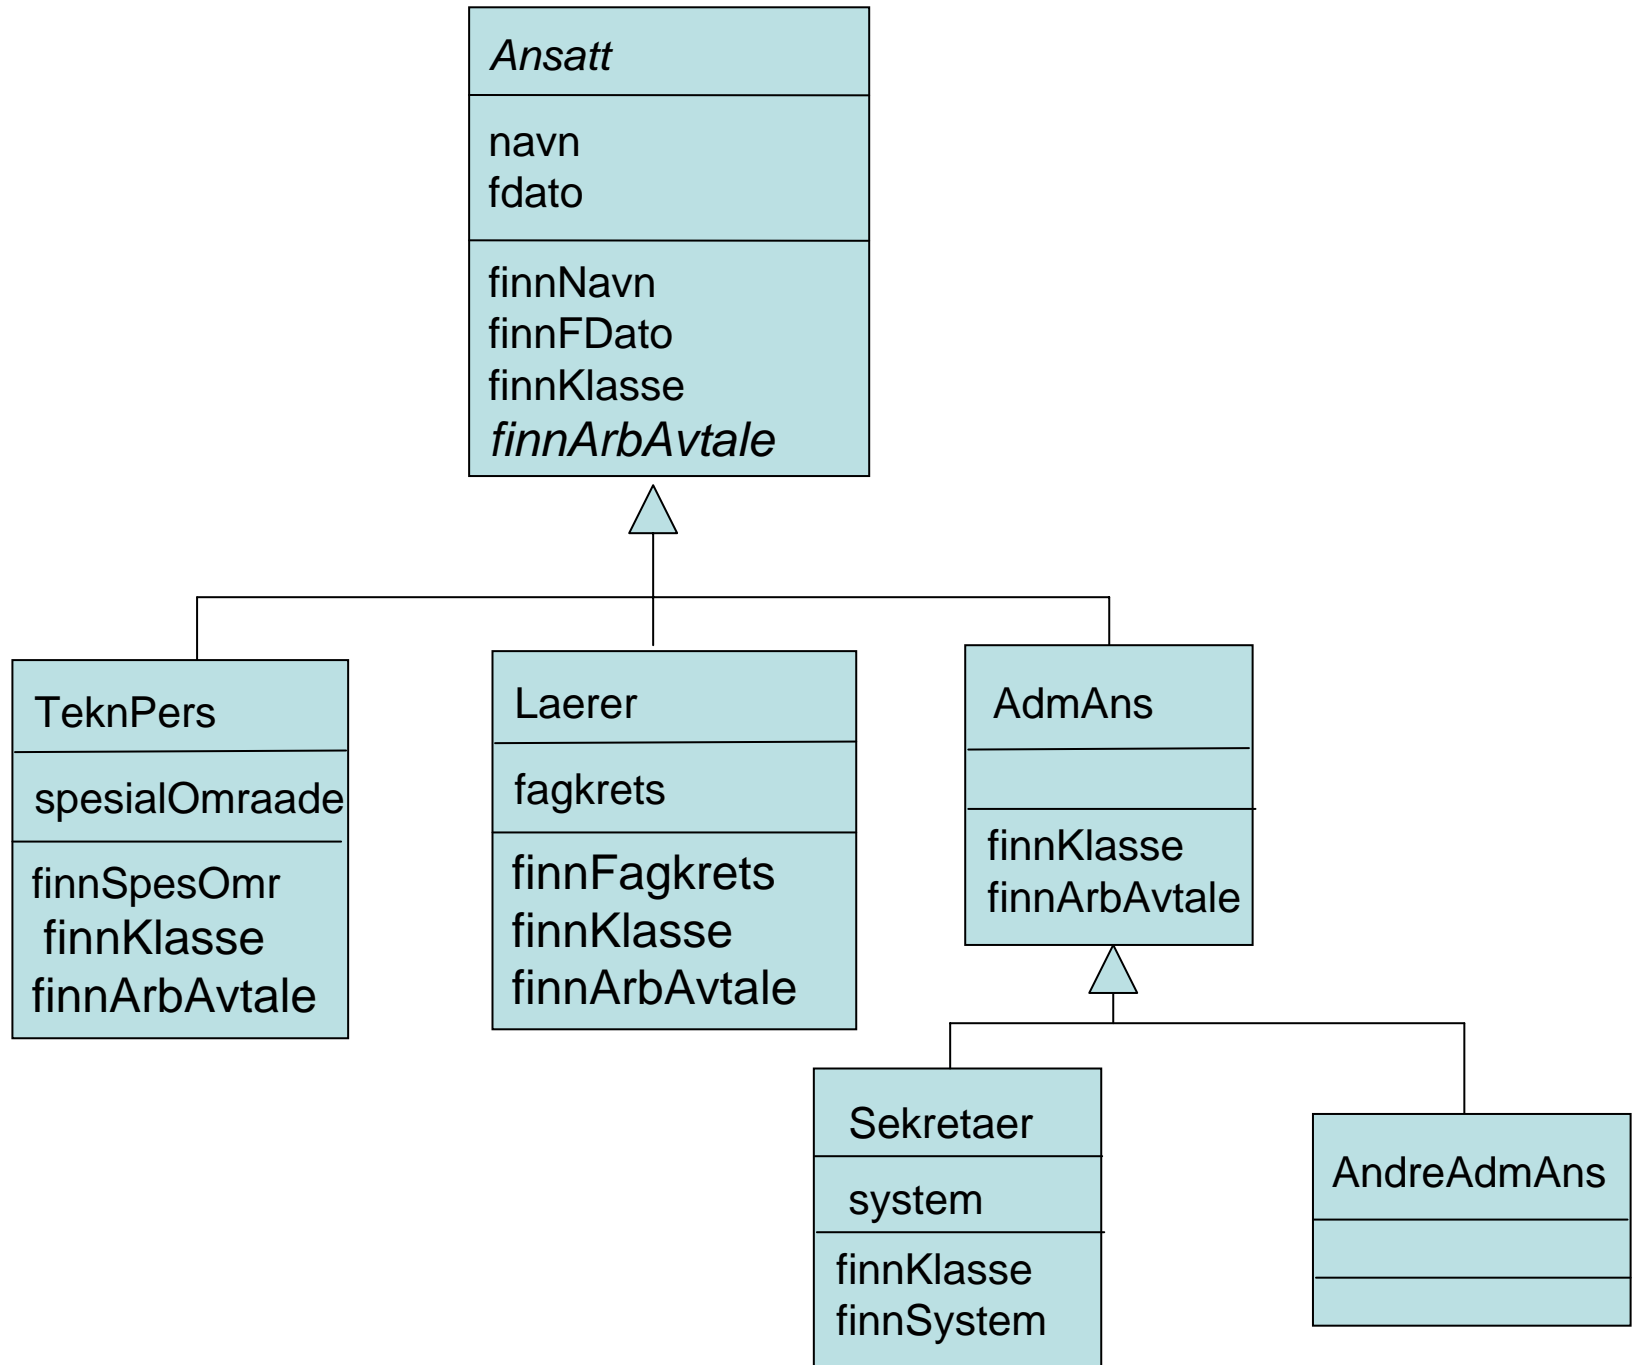 Ansatt
navn
fdato
finnNavn
finnFDato
finnKlasse
finnArbAvtale
TeknPers
spesialOmraade
finnSpesOmr
finnKlasse
finnArbAvtale
Laerer
fagkrets
finnFagkrets
finnKlasse
finnArbAvtale
AdmAns
finnKlasse
finnArbAvtale
Sekretaer
system
finnKlasse
finnSystem
AndreAdmAns